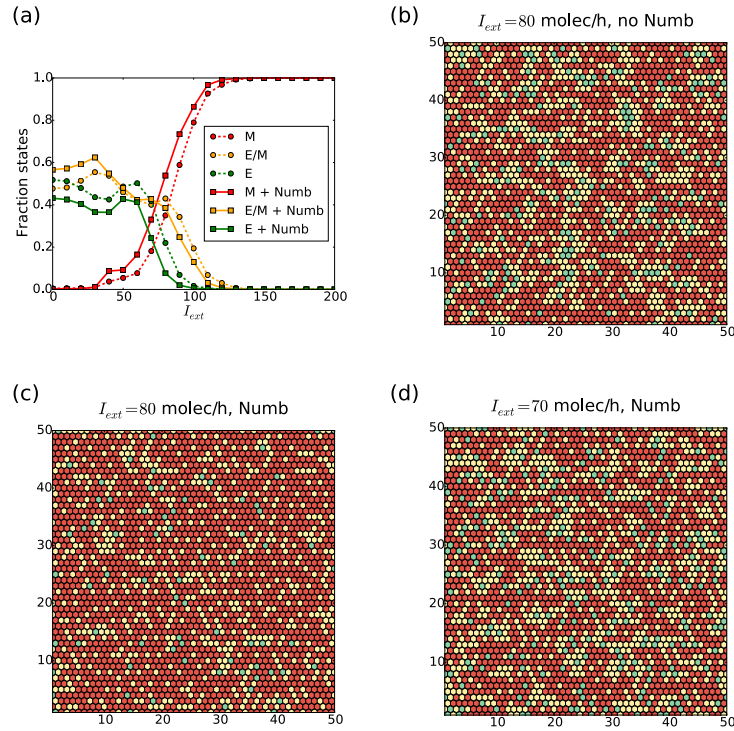 (a)
Fraction states
1.0
0.8
0.6
0.4
0.2
0.0
0 50 100 150 200
I_ext
M
E/M
E
M + Numb
E/M + Numb
E + Numb
(b)
I_ext=80 molec/h, no Numb
50
40
30
20
10
10 20 30 40 50
(c)
I_ext=80 molec/h, Numb
50
40
30
20
10
10 20 30 40 50
(d)
I_ext=70 molec/h, Numb
50
40
30
20
10
10 20 30 40 50